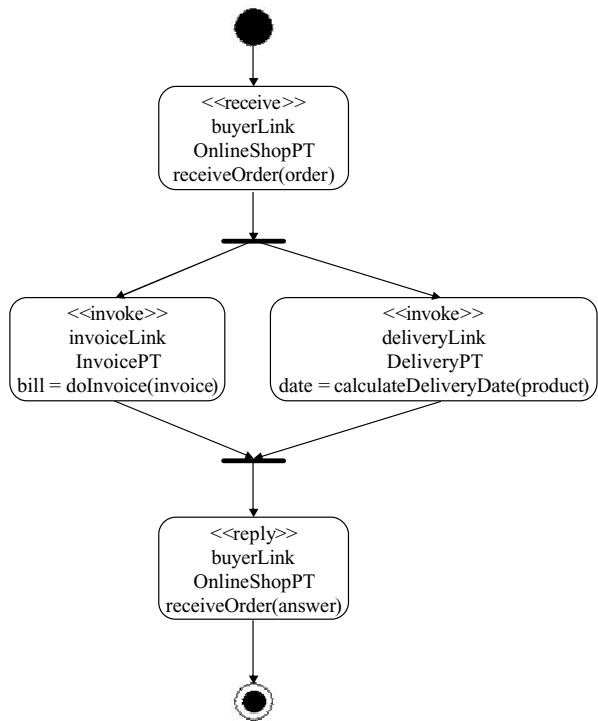 <<receive>>
buyerLink
OnlineShopPT
receiveOrder(order)
<<invoke>>
invoiceLink
InvoicePT
bill = doInvoice(invoice)
<<invoke>>
deliveryLink
DeliveryPT
date = calculateDeliveryDate(product)
<<reply>>
buyerLink
OnlineShopPT
receiveOrder(answer)